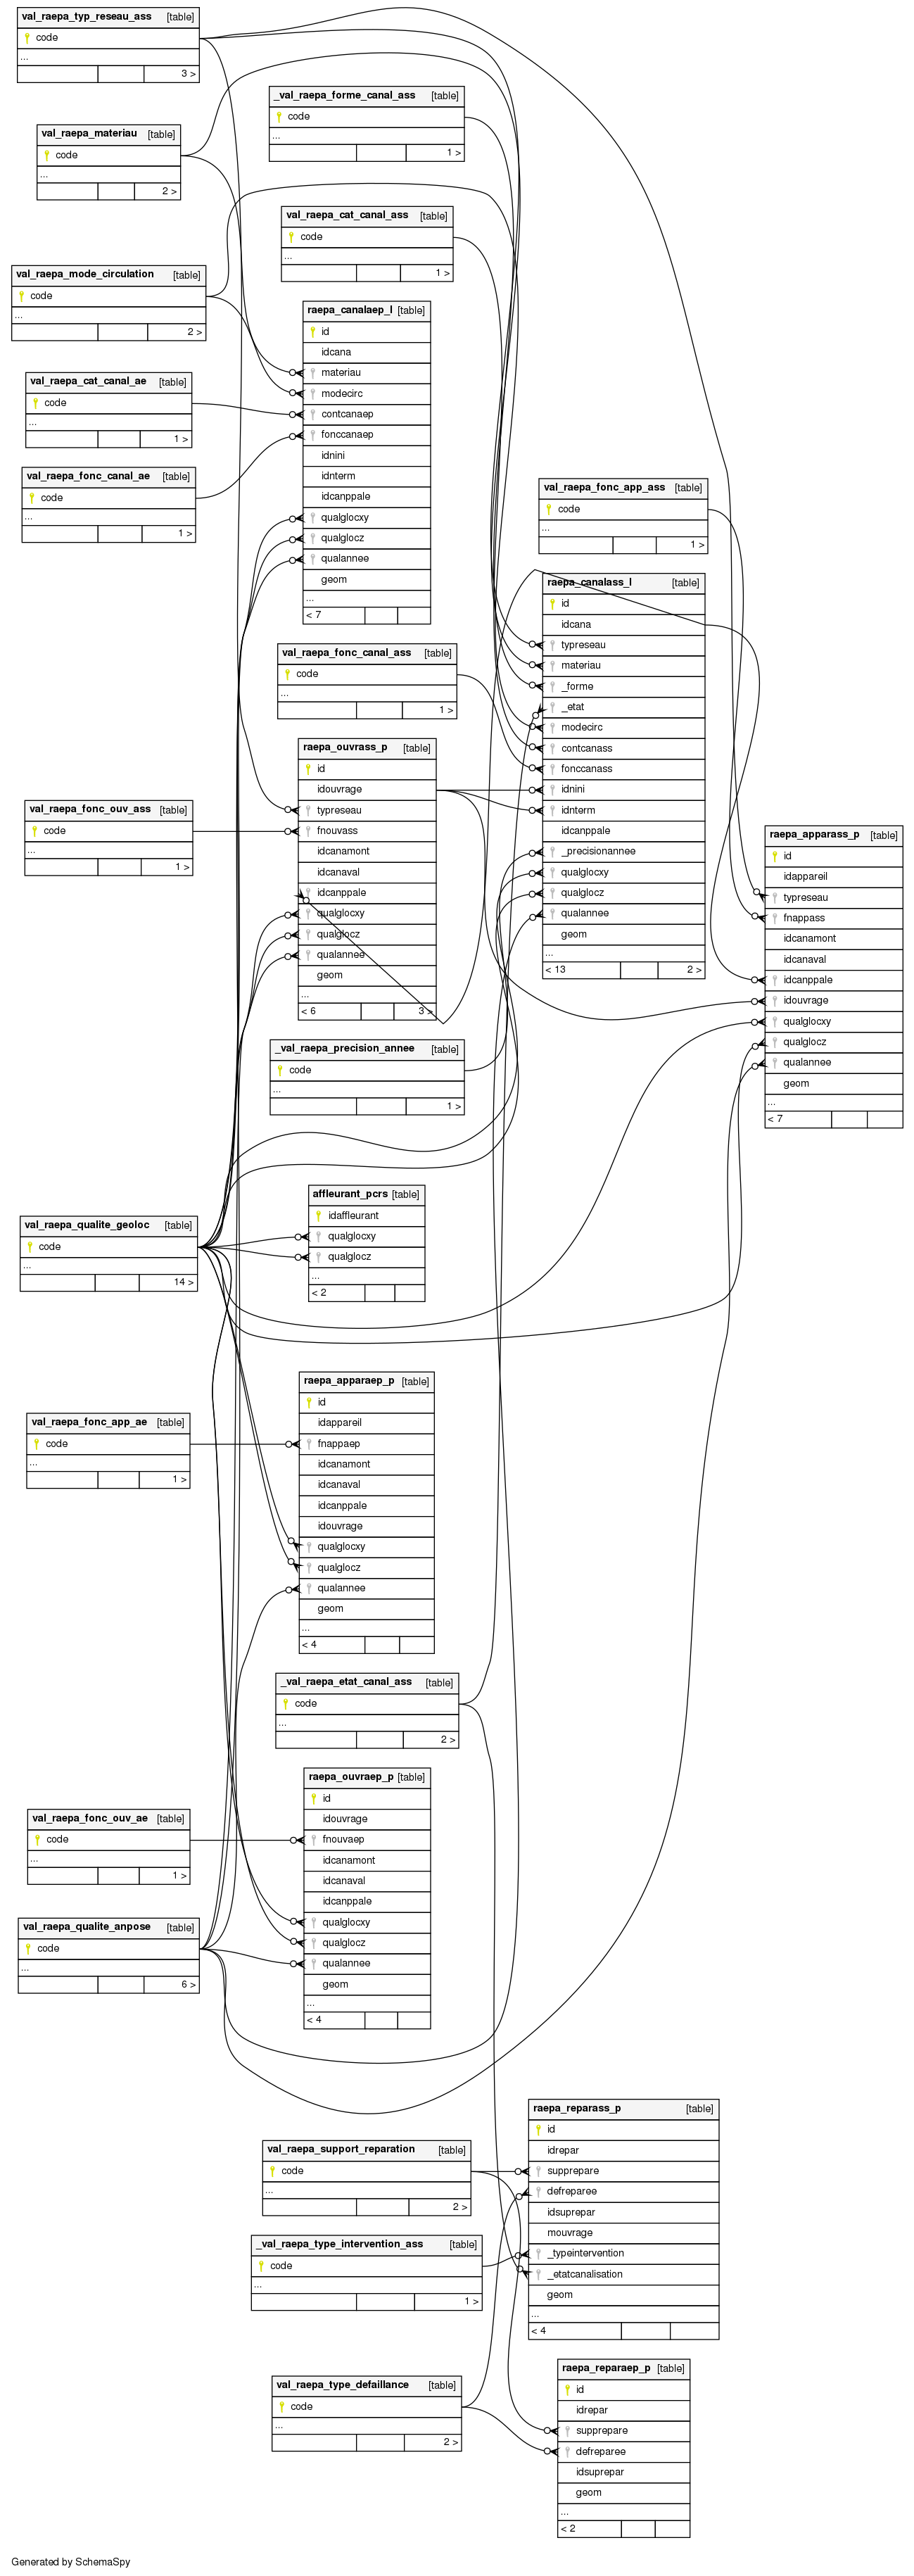 val_raepa_typ_reseau_ass [table]
code
...
3 >
_val_raepa_forme_canal_ass [table]
code
...
1 >
val_raepa_materiau [table]
code
...
2 >
val_raepa_cat_canal_ass [table]
code
...
1 >
val_raepa_mode_circulation [table]
code
...
2 >
raepa_canalaep_l [table]
id
idcana
materiau
modecirc
contcanaep
fonccanaep
idnini
idnterm
idcanppale
qualglocxy
qualglocz
qualannee
geom
...
< 7
val_raepa_cat_canal_ae [table]
code
...
1 >
val_raepa_fonc_canal_ae [table]
code
...
1 >
val_raepa_fonc_app_ass [table]
code
...
1 >
raepa_canalass_l [table]
id
idcana
typreseau
materiau
_forme
_etat
modecirc
contcanass
fonccanass
idnini
idnterm
idcanppale
_precisionannee
qualglocxy
qualglocz
qualannee
geom
...
< 13 2 >
val_raepa_fonc_canal_ass [table]
code
...
1 >
raepa_ouvrass_p [table]
id
idouvrage
typreseau
fnouvass
idcanamont
idcanaval
idcanppale
qualglocxy
qualglocz
qualannee
geom
...
< 6 3 >
val_raepa_fonc_ouv_ass [table]
code
...
1 >
raepa_apparass_p [table]
id
idappareil
typreseau
fnappass
idcanamont
idcanaval
idcanppale
idouvrage
qualglocxy
qualglocz
qualannee
geom
...
< 7
_val_raepa_precision_annee [table]
code
...
1 >
affleurant_pcrs [table]
idaffleurant
qualglocxy
qualglocz
...
< 2
val_raepa_qualite_geoloc [table]
code
...
14 >
raepa_apparaep_p [table]
id
idappareil
fnappaep
idcanamont
idcanaval
idcanppale
idouvrage
qualglocxy
qualglocz
qualannee
geom
...
< 4
val_raepa_fonc_app_ae [table]
code
...
1 >
_val_raepa_etat_canal_ass [table]
code
...
2 >
raepa_ouvraep_p [table]
id
idouvrage
fnouvaep
idcanamont
idcanaval
idcanppale
qualglocxy
qualglocz
qualannee
geom
...
< 4
val_raepa_fonc_ouv_ae [table]
code
...
1 >
val_raepa_qualite_anpose [table]
code
...
6 >
raepa_reparass_p [table]
id
idrepar
supprepare
defreparee
idsuprepar
mouvrage
_typeintervention
_etatcanalisation
geom
...
< 4
val_raepa_support_reparation [table]
code
...
2 >
_val_raepa_type_intervention_ass [table]
code
...
1 >
raepa_reparaep_p [table]
id
idrepar
supprepare
defreparee
idsuprepar
geom
...
< 2
val_raepa_type_defaillance [table]
code
...
2 >
Generated by SchemaSpy